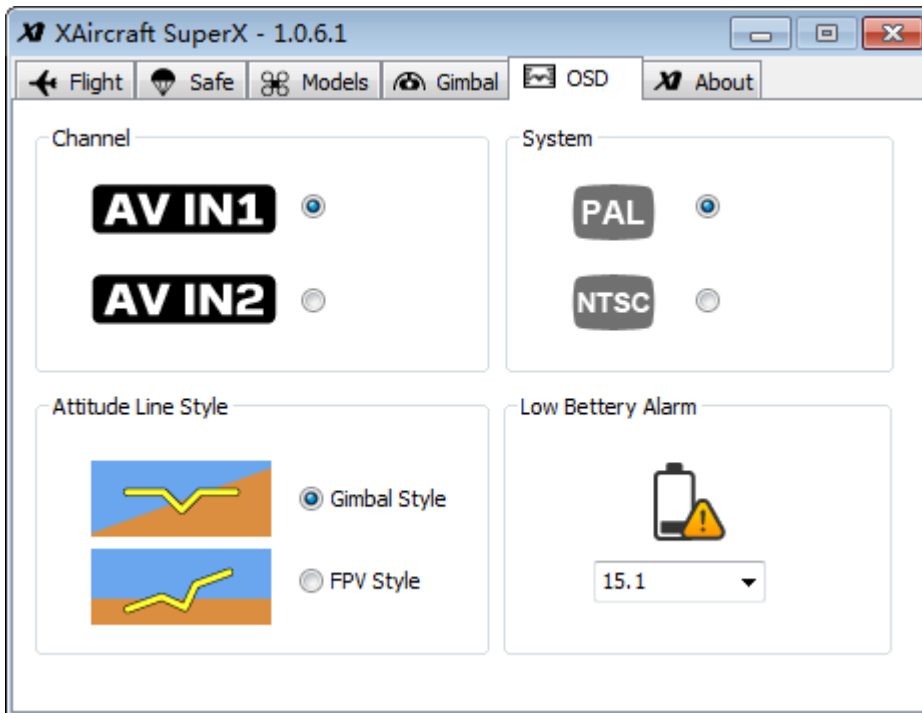 XAircraft SuperX - 1.0.6.1
Flight Safe Models Gimbal OSD About
Channel
AV IN1
AV IN2
System
PAL
NTSC
Attitude Line Style
Gimbal Style
FPV Style
Low Bettery Alarm
15.1